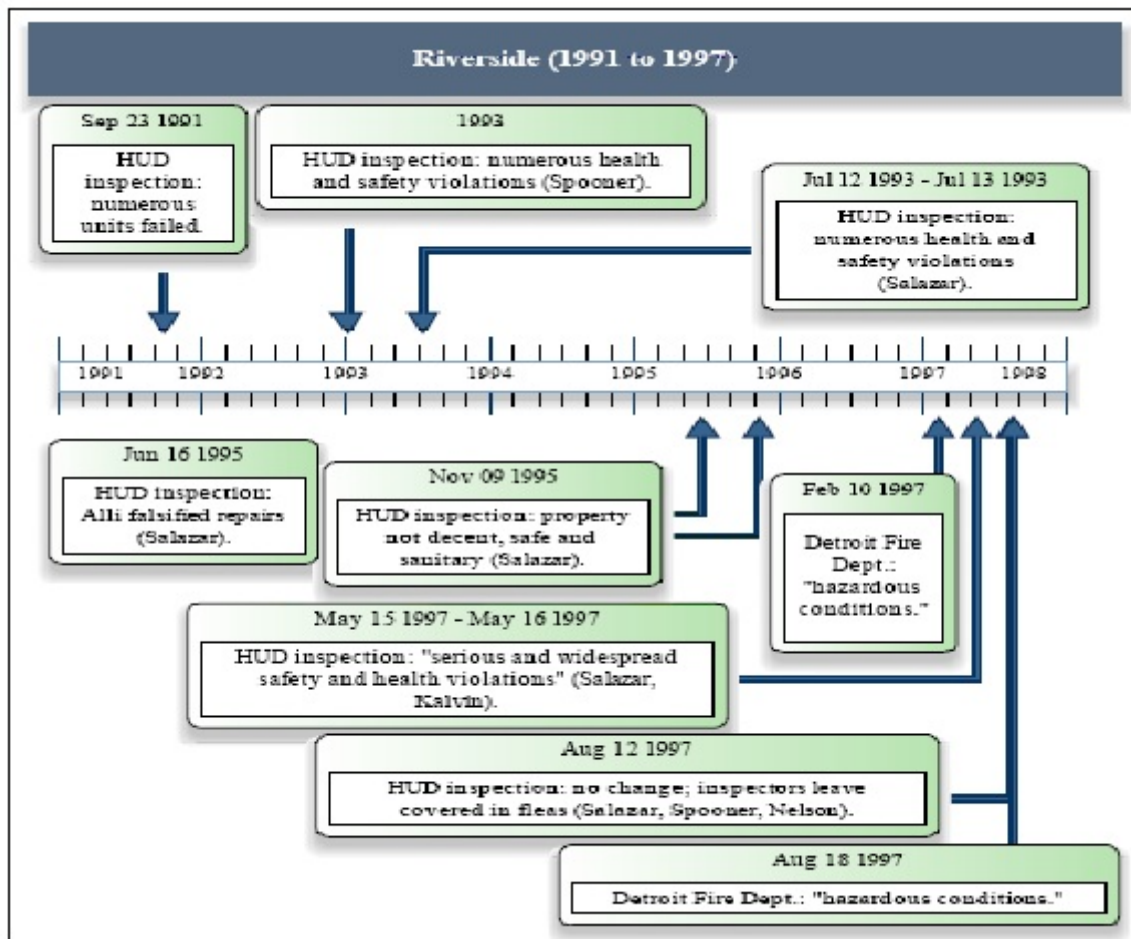 Riverside (1991 to 1997)
Sep 23 1991
HUD
inspection:
numerous
units failed.
1993
HUD inspection: numerous health
and safety violations (Spooner).
Jul 12 1993 - Jul 13 1993
HUD inspection:
numerous health and
safety violations
(Salazar).
1991 1992 1993 1994 1995 1996 1997 1998
Jun 16 1995
HUD inspection:
Alli falsified repairs
(Salazar).
Nov 09 1995
HUD inspection: property
not decent, safe and
sanitary (Salazar).
Feb 10 1997
Detroit Fire
Dept.:
"hazardous
conditions."
May 15 1997 - May 16 1997
HUD inspection: "serious and widespread
safety and health violations" (Salazar,
Kalvin).
Aug 12 1997
HUD inspection: no change; inspectors leave
covered in fleas (Salazar, Spooner, Nelson).
Aug 18 1997
Detroit Fire Dept.: "hazardous conditions."